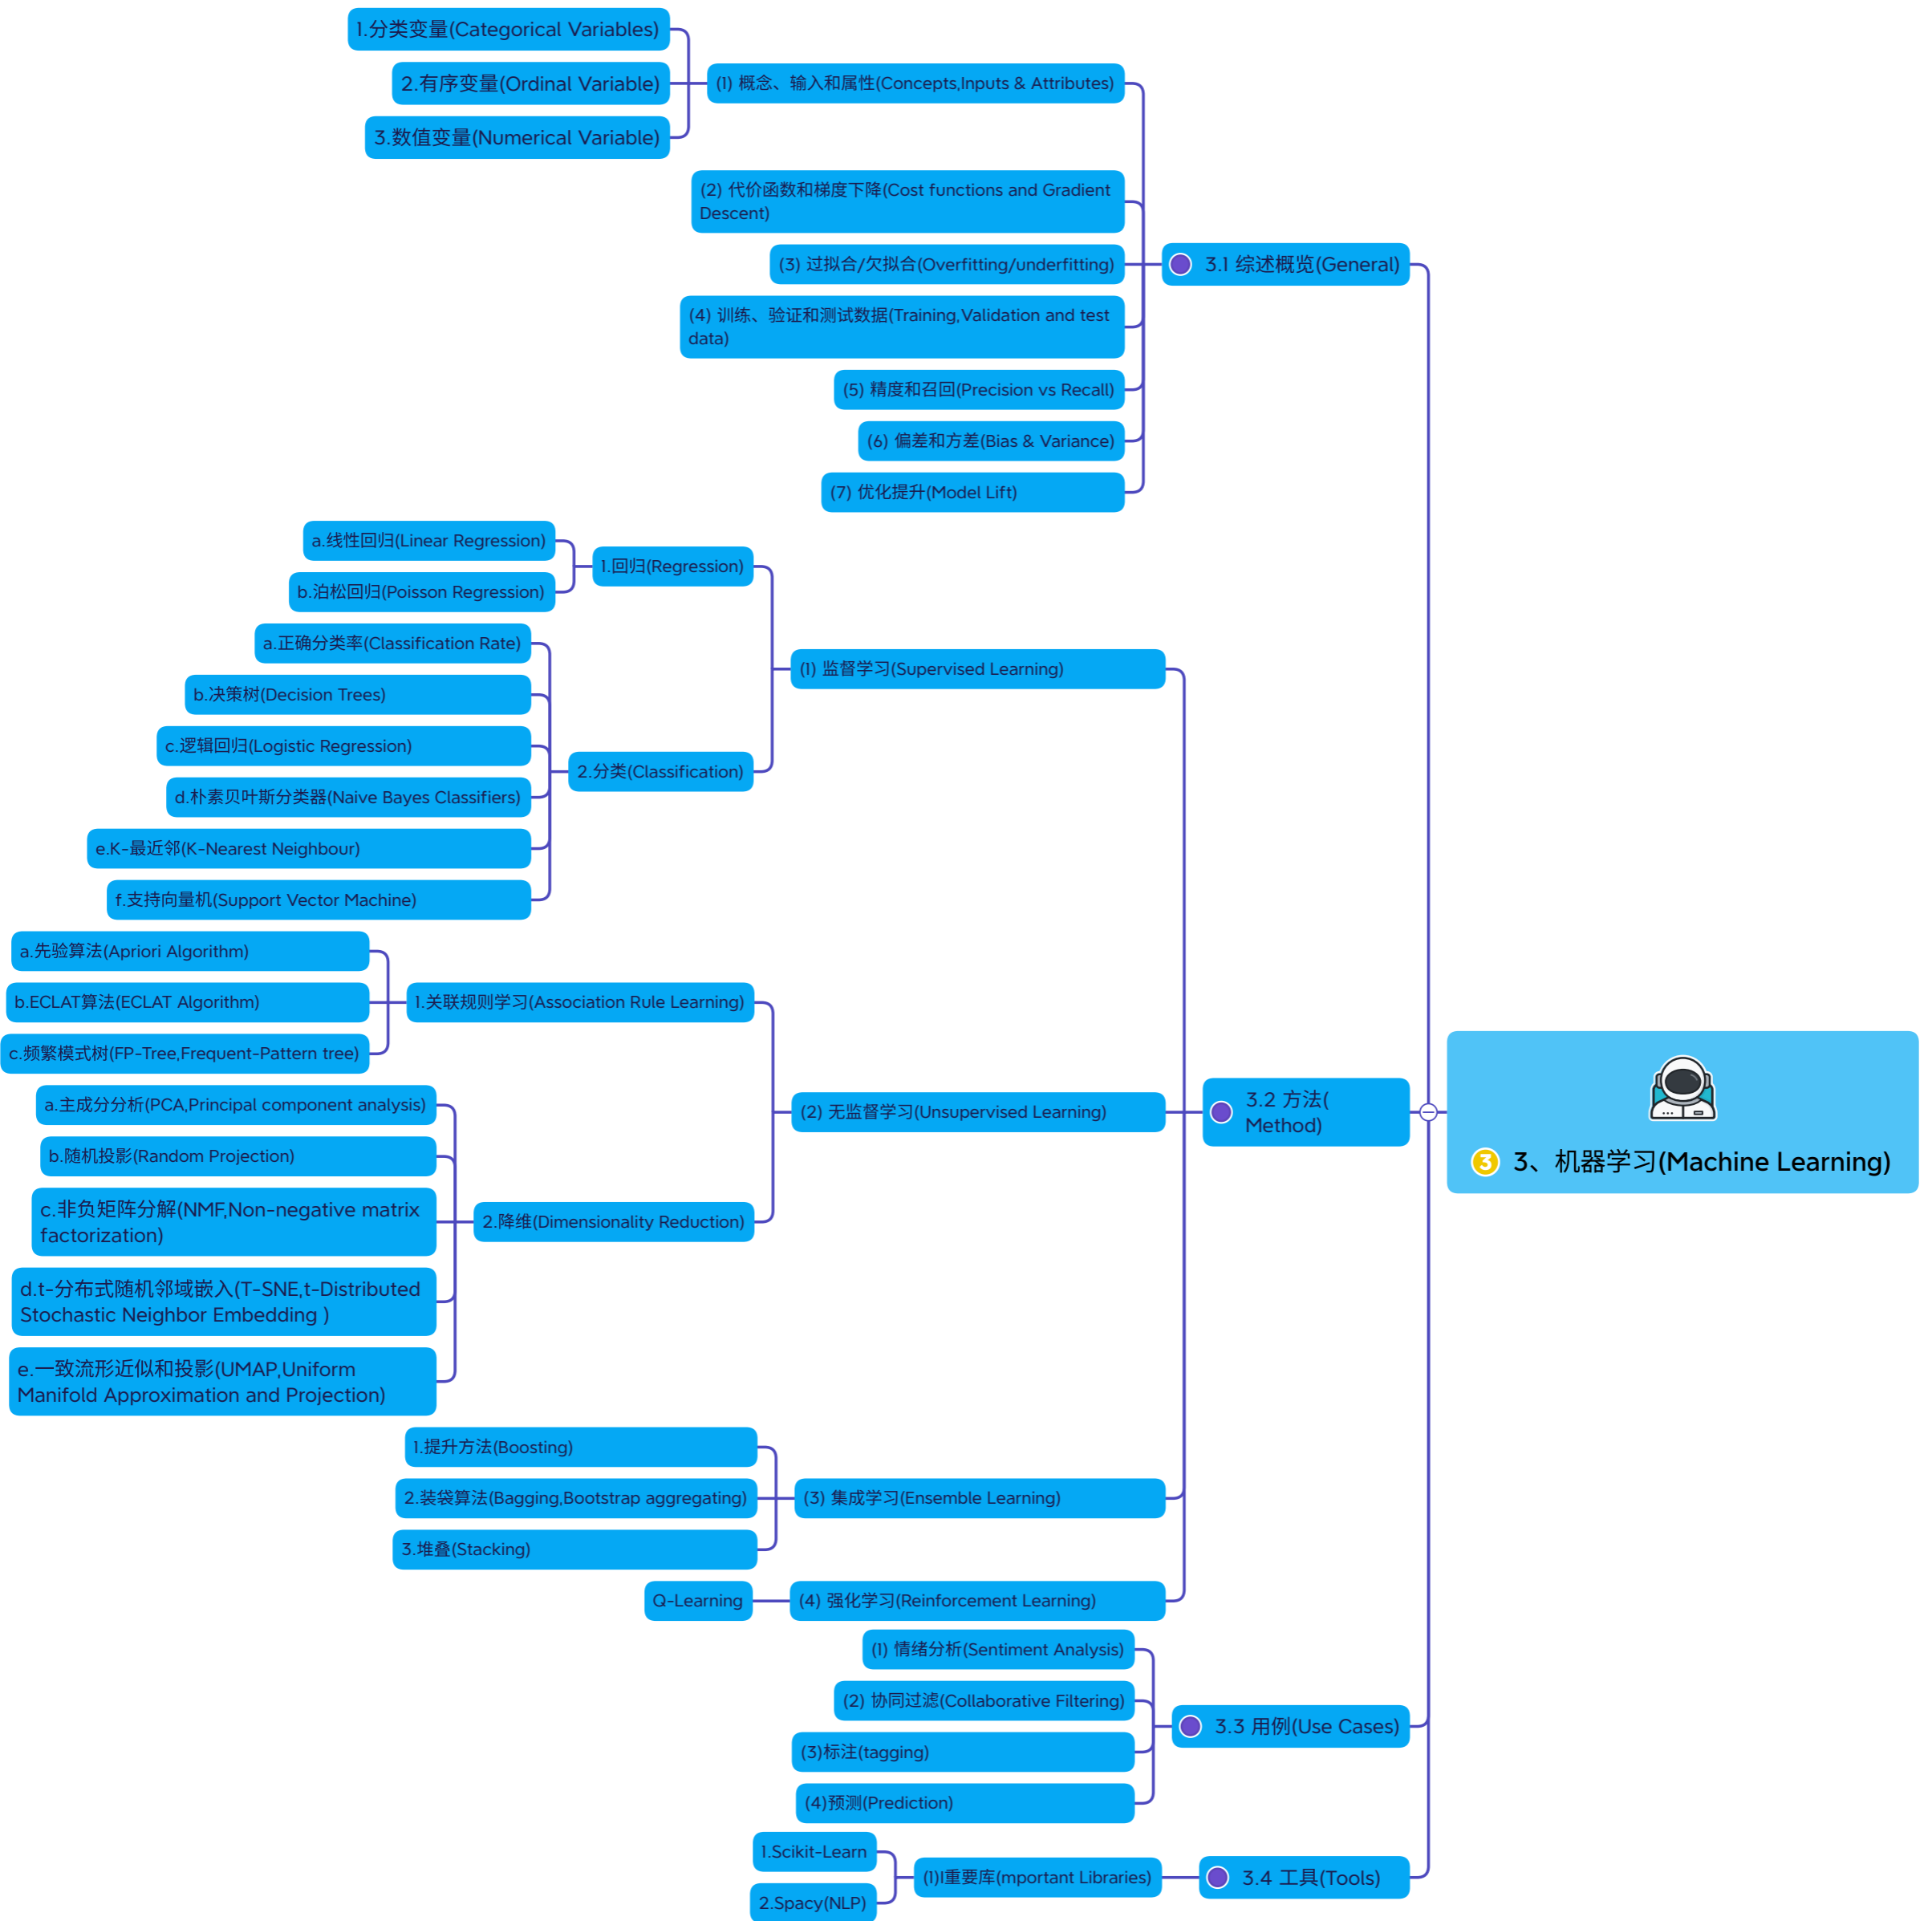 1.分类变量(Categorical Variables)
2.有序变量(Ordinal Variable)
3.数值变量(Numerical Variable)
(1) 概念、输入和属性(Concepts,Inputs & Attributes)
(2) 代价函数和梯度下降(Cost functions and Gradient
Descent)
(3) 过拟合/欠拟合(Overfitting/underfitting)
(4) 训练、验证和测试数据(Training,Validation and test
data)
(5) 精度和召回(Precision vs Recall)
(6) 偏差和方差(Bias & Variance)
(7) 优化提升(Model Lift)
3.1 综述概览(General)
a.线性回归(Linear Regression)
b.泊松回归(Poisson Regression)
1.回归(Regression)
a.正确分类率(Classification Rate)
b.决策树(Decision Trees)
c.逻辑回归(Logistic Regression)
d.朴素贝叶斯分类器(Naive Bayes Classifiers)
e.K-最近邻(K-Nearest Neighbour)
f.支持向量机(Support Vector Machine)
2.分类(Classification)
(1) 监督学习(Supervised Learning)
a.先验算法(Apriori Algorithm)
b.ECLAT算法(ECLAT Algorithm)
c.频繁模式树(FP-Tree,Frequent-Pattern tree)
1.关联规则学习(Association Rule Learning)
a.主成分分析(PCA,Principal component analysis)
b.随机投影(Random Projection)
c.非负矩阵分解(NMF,Non-negative matrix
factorization)
d.t-分布式随机邻域嵌入(T-SNE,t-Distributed
Stochastic Neighbor Embedding )
e.一致流形近似和投影(UMAP,Uniform
Manifold Approximation and Projection)
2.降维(Dimensionality Reduction)
(2) 无监督学习(Unsupervised Learning)
1.提升方法(Boosting)
2.装袋算法(Bagging,Bootstrap aggregating)
3.堆叠(Stacking)
(3) 集成学习(Ensemble Learning)
Q-Learning
(4) 强化学习(Reinforcement Learning)
3.2 方法(
Method)
(1) 情绪分析(Sentiment Analysis)
(2) 协同过滤(Collaborative Filtering)
(3)标注(tagging)
(4)预测(Prediction)
3.3 用例(Use Cases)
1.Scikit-Learn
2.Spacy(NLP)
(1)I重要库(mportant Libraries)
3.4 工具(Tools)
3 3、机器学习(Machine Learning)